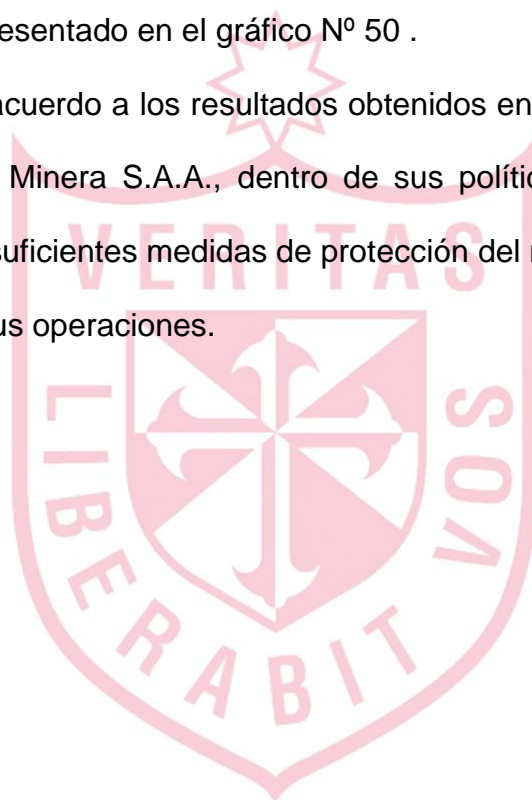 esentado en el gráfico Nº 50 .
acuerdo a los resultados obtenidos en
Minera S.A.A., dentro de sus polític
suficientes medidas de protección del
us operaciones.
VERITAS
LIBERABIT VOS